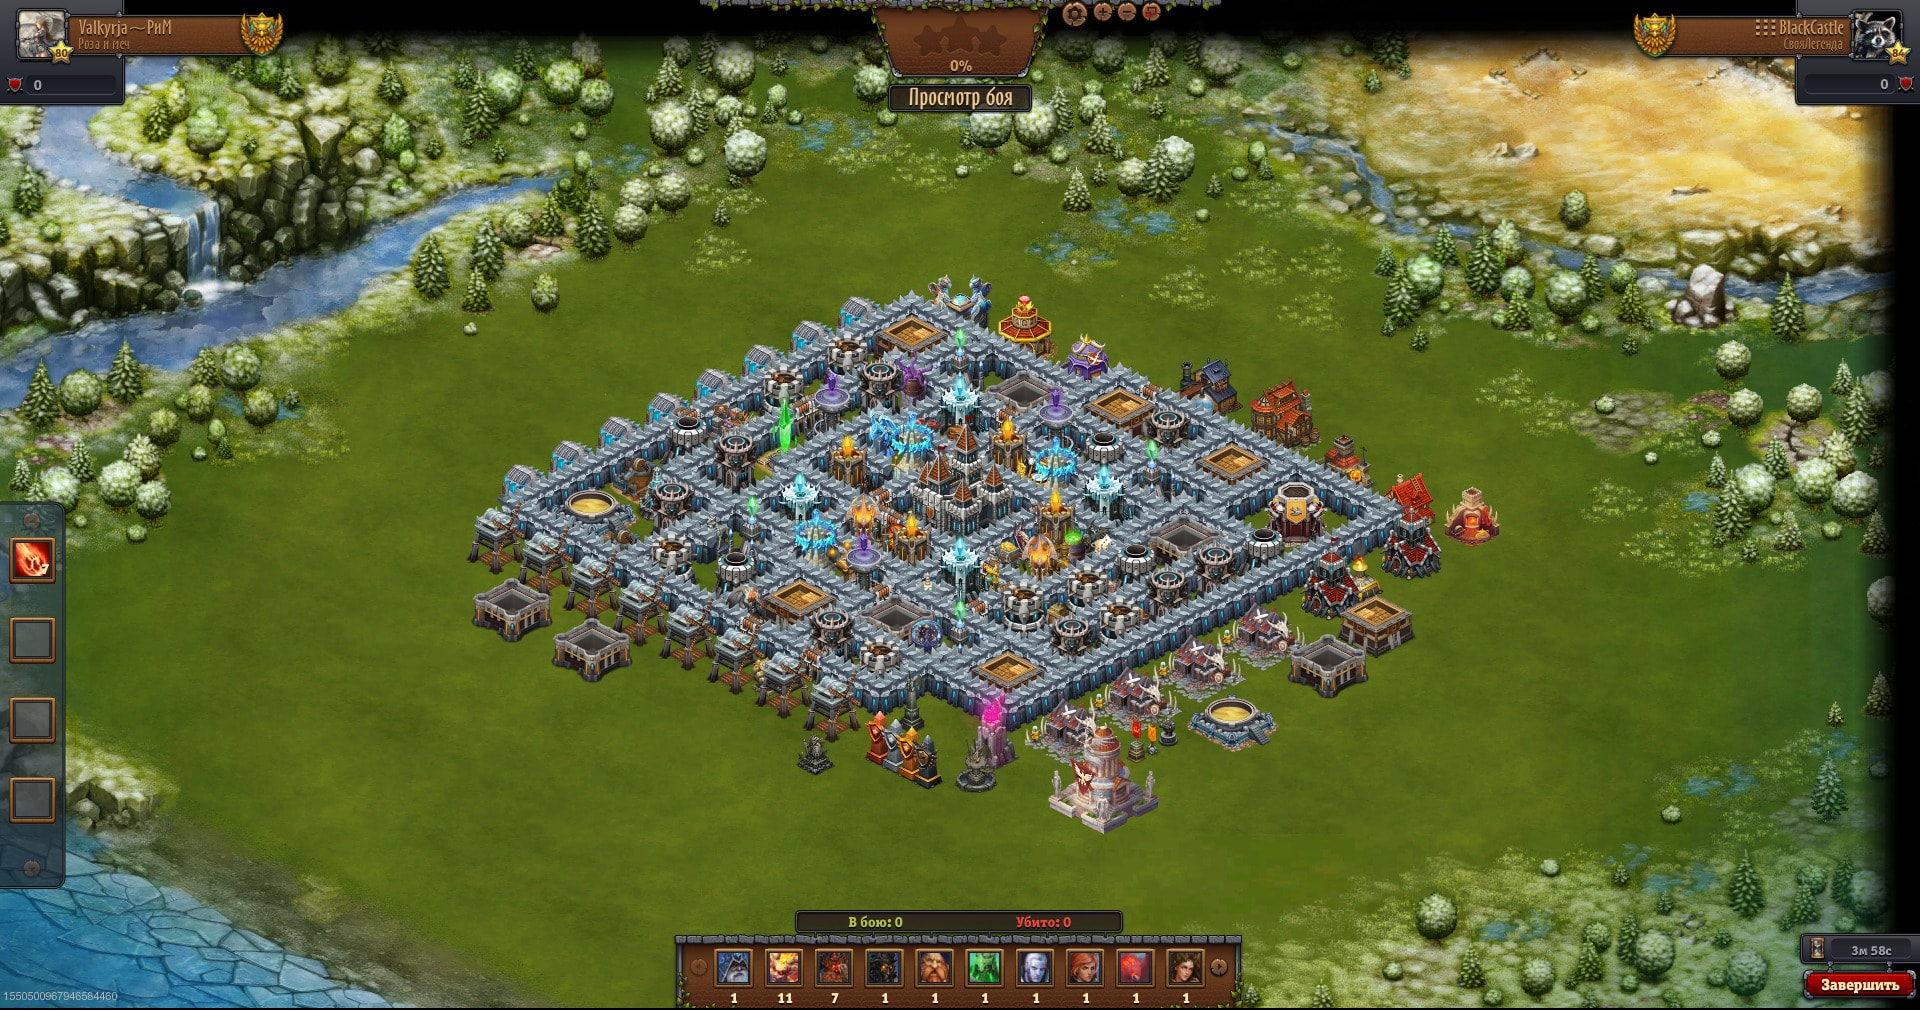 Valkyrja~РиМ
Роза и меч
80
0
0%
Просмотр боя
BlackCastle
СвояЛегенда
84
0
В бою: 0
Убито: 0
1 11 7 1 1 1 1 1 1 1
3м 58с
Завершить
1550500967946584460